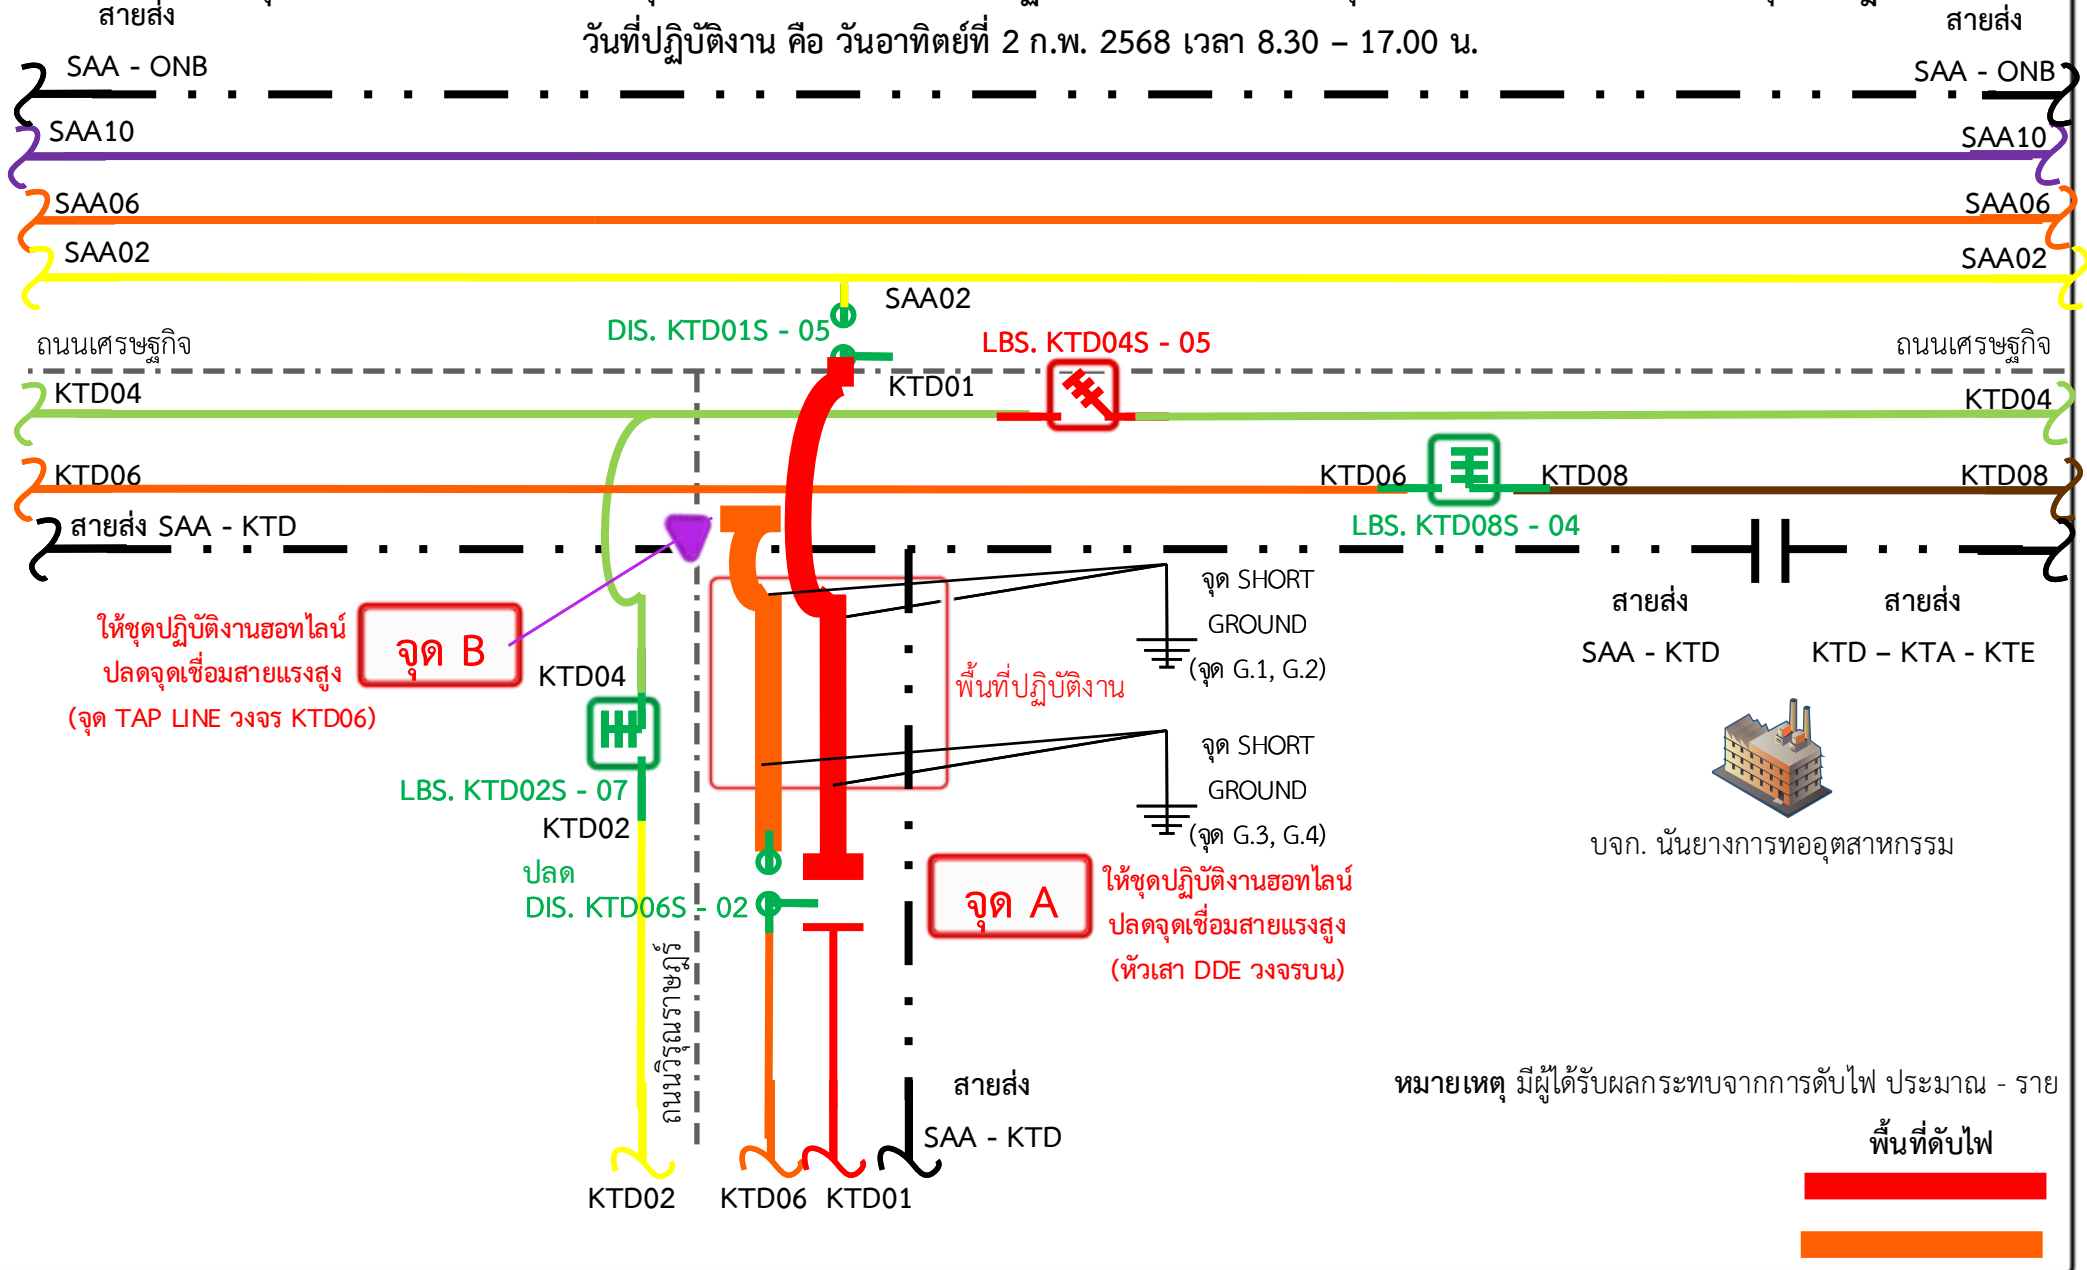 สายส่ง
สายส่ง
วันที่ปฏิบัติงาน คือ วันอาทิตย์ที่ 2 ก.พ. 2568 เวลา 8.30 – 17.00 น.
SAA - ONB
SAA - ONB
SAA10
SAA10
SAA06
SAA06
SAA02
SAA02
SAA02
DIS. KTD01S - 05
LBS. KTD04S - 05
ถนนเศรษฐกิจ
ถนนเศรษฐกิจ
KTD04
KTD01
KTD04
KTD06
KTD06
KTD08
KTD08
สายส่ง SAA - KTD
LBS. KTD08S - 04
จุด SHORT
GROUND
(จุด G.1, G.2)
สายส่ง
SAA - KTD
สายส่ง
KTD – KTA - KTE
ให้ชุดปฏิบัติงานฮอทไลน์
ปลดจุดเชื่อมสายแรงสูง
(จุด TAP LINE วงจร KTD06)
จุด B
KTD04
พื้นที่ปฏิบัติงาน
LBS. KTD02S - 07
KTD02
จุด SHORT
GROUND
(จุด G.3, G.4)
บจก. นันยางการทออุตสาหกรรม
ปลด
DIS. KTD06S - 02
จุด A
ให้ชุดปฏิบัติงานฮอทไลน์
ปลดจุดเชื่อมสายแรงสูง
(หัวเสา DDE วงจรบน)
ถนนวิรุณราษฎร์
สายส่ง
SAA - KTD
หมายเหตุ มีผู้ได้รับผลกระทบจากการดับไฟ ประมาณ - ราย
พื้นที่ดับไฟ
KTD02
KTD06
KTD01